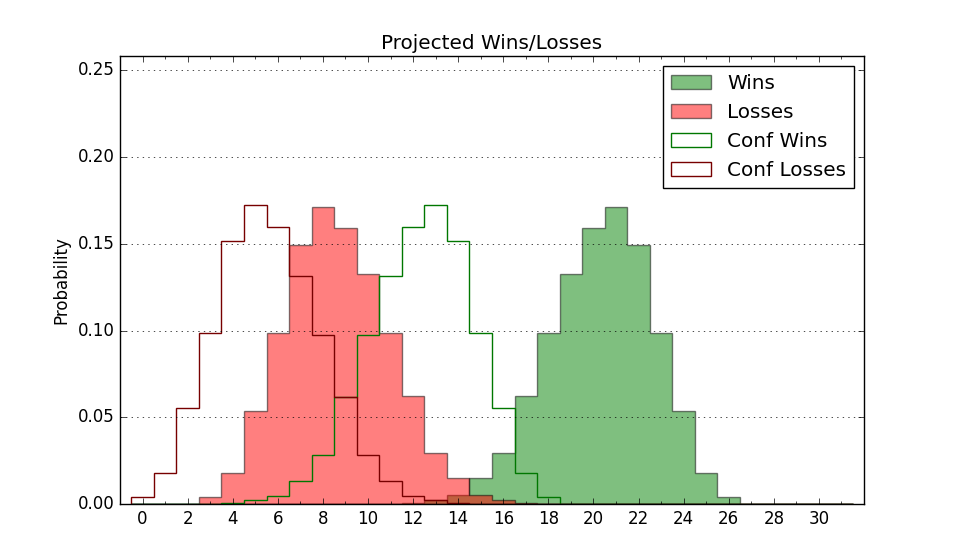 Projected Wins/Losses
0.25
0.20
0.15
0.10
0.05
0.00
Probability
Wins
Losses
Conf Wins
Conf Losses
0 2 4 6 8 10 12 14 16 18 20 22 24 26 28 30